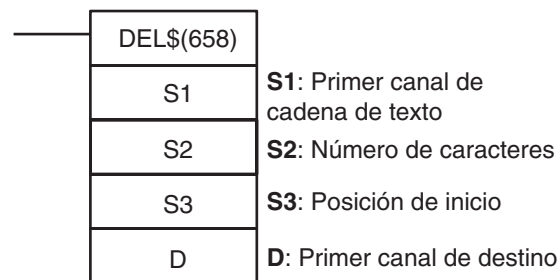 DEL$(658)
S1
S1: Primer canal de
cadena de texto
S2
S2: Número de caracteres
S3
S3: Posición de inicio
D
D: Primer canal de destino